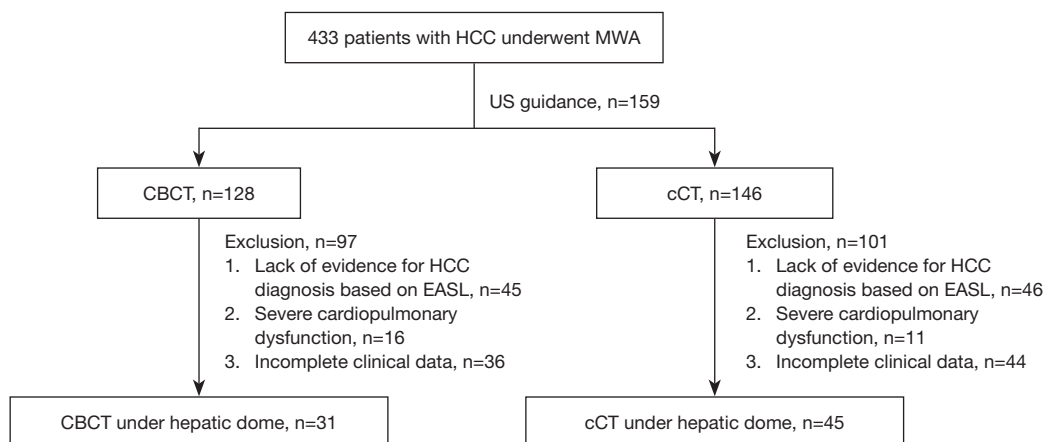 433 patients with HCC underwent MWA
US guidance, n=159
CBCT, n=128
cCT, n=146
Exclusion, n=97
1. Lack of evidence for HCC
diagnosis based on EASL, n=45
2. Severe cardiopulmonary
dysfunction, n=16
3. Incomplete clinical data, n=36
Exclusion, n=101
1. Lack of evidence for HCC
diagnosis based on EASL, n=46
2. Severe cardiopulmonary
dysfunction, n=11
3. Incomplete clinical data, n=44
CBCT under hepatic dome, n=31
cCT under hepatic dome, n=45